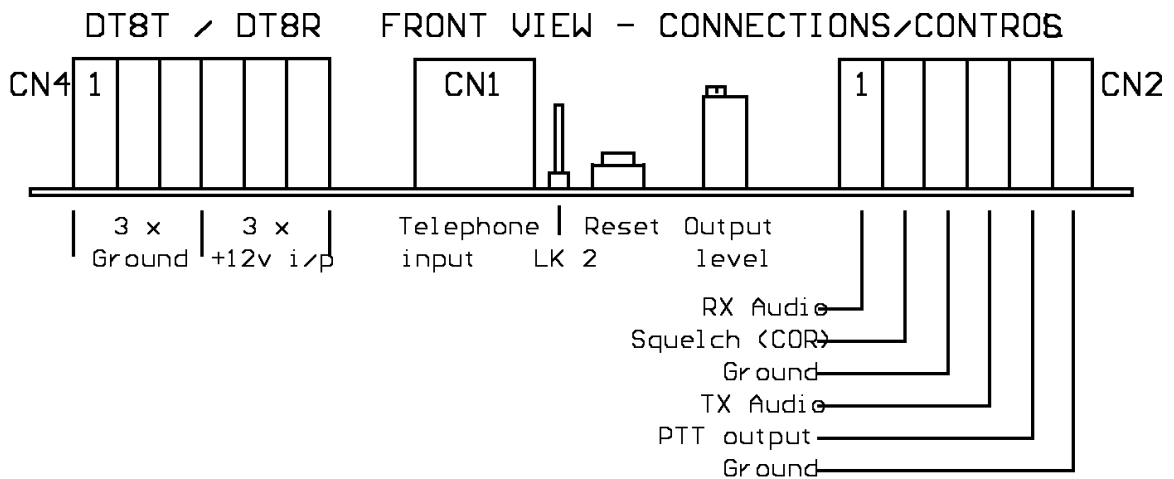 DT8T / DT8R FRONT VIEW - CONNECTIONS/CONTROS
CN4 1 CN1 1 CN2
3 x 3 x Telephone Reset Output
Ground +12v i/p input LK 2 level
RX Audio
Squelch (COR)
Ground
TX Audio
PTT output
Ground